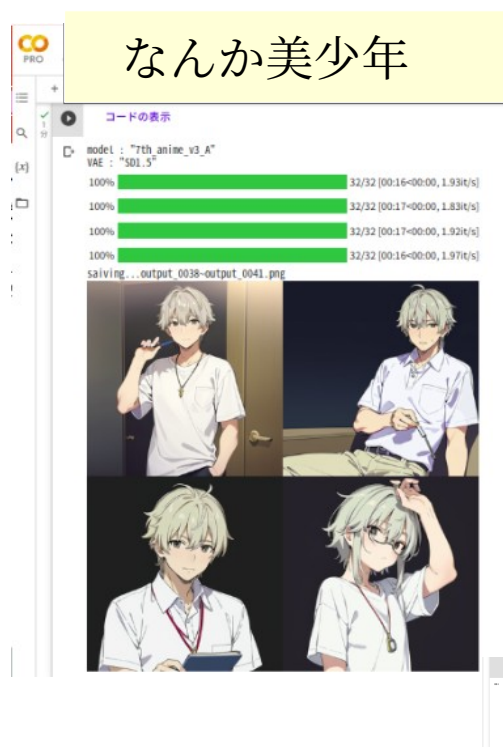 なんか美少年
CO
PRO
+
コードの表示
1
分
{x}
model : "7th_anime_v3_A"
VAE : "SD1.5"
100% 32/32 [00:16<00:00, 1.93it/s]
100% 32/32 [00:17<00:00, 1.83it/s]
100% 32/32 [00:17<00:00, 1.92it/s]
100% 32/32 [00:16<00:00, 1.97it/s]
saiving...output_0038~output_0041.png